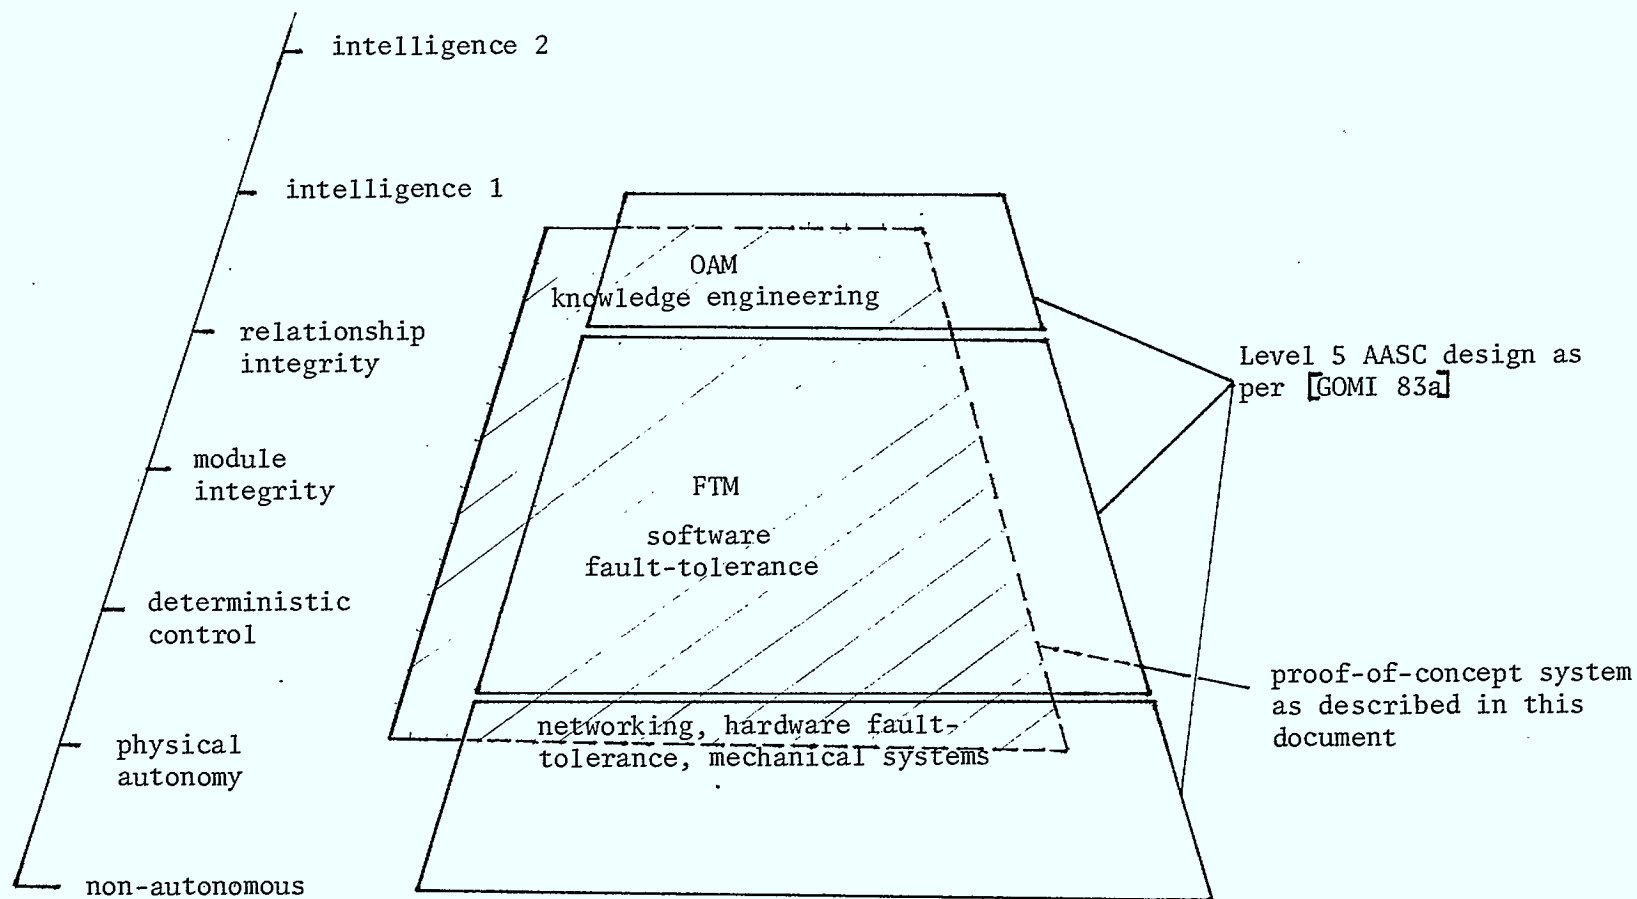 intelligence 2
intelligence 1
relationship
integrity
module
integrity
deterministic
control
physical
autonomy
non-autonomous
OAM
knowledge engineering
FTM
software
fault-tolerance
networking, hardware fault-
tolerance, mechanical systems
Level 5 AASC design as
per [GOMI 83a]
proof-of-concept system
as described in this
document